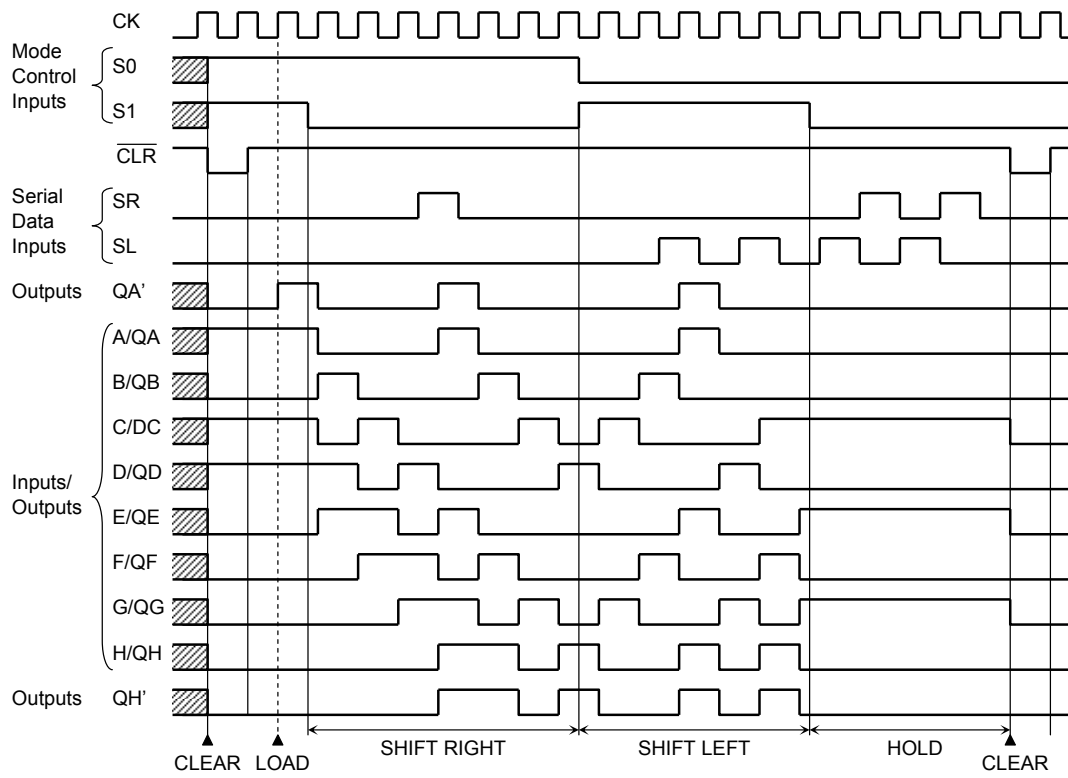 CK
Mode
Control
Inputs
S0
S1
CLR
Serial
Data
Inputs
SR
SL
Outputs QA’
A/QA
B/QB
C/DC
D/QD
Inputs/
Outputs
E/QE
F/QF
G/QG
H/QH
Outputs QH’
SHIFT RIGHT SHIFT LEFT HOLD
CLEAR LOAD CLEAR